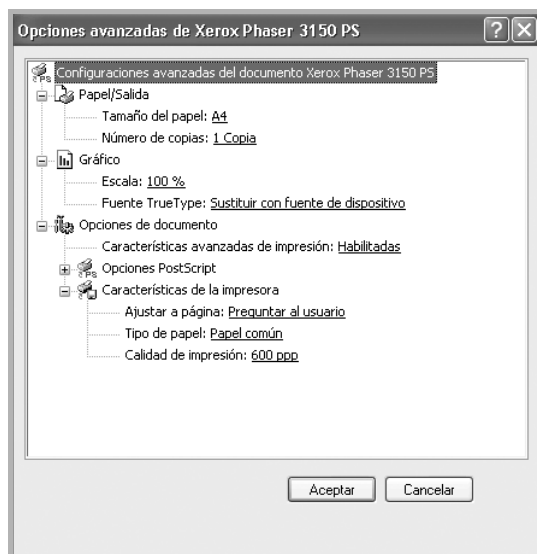 Opciones avanzadas de Xerox Phaser 3150 PS
Configuraciones avanzadas del documento Xerox Phaser 3150 PS
Papel/Salida
Tamaño del papel: A4
Número de copias: 1 Copia
Gráfico
Escala: 100 %
Fuente TrueType: Sustituir con fuente de dispositivo
Opciones de documento
Características avanzadas de impresión: Habilitadas
Opciones PostScript
Características de la impresora
Ajustar a página: Preguntar al usuario
Tipo de papel: Papel común
Calidad de impresión: 600 ppp
Aceptar Cancelar